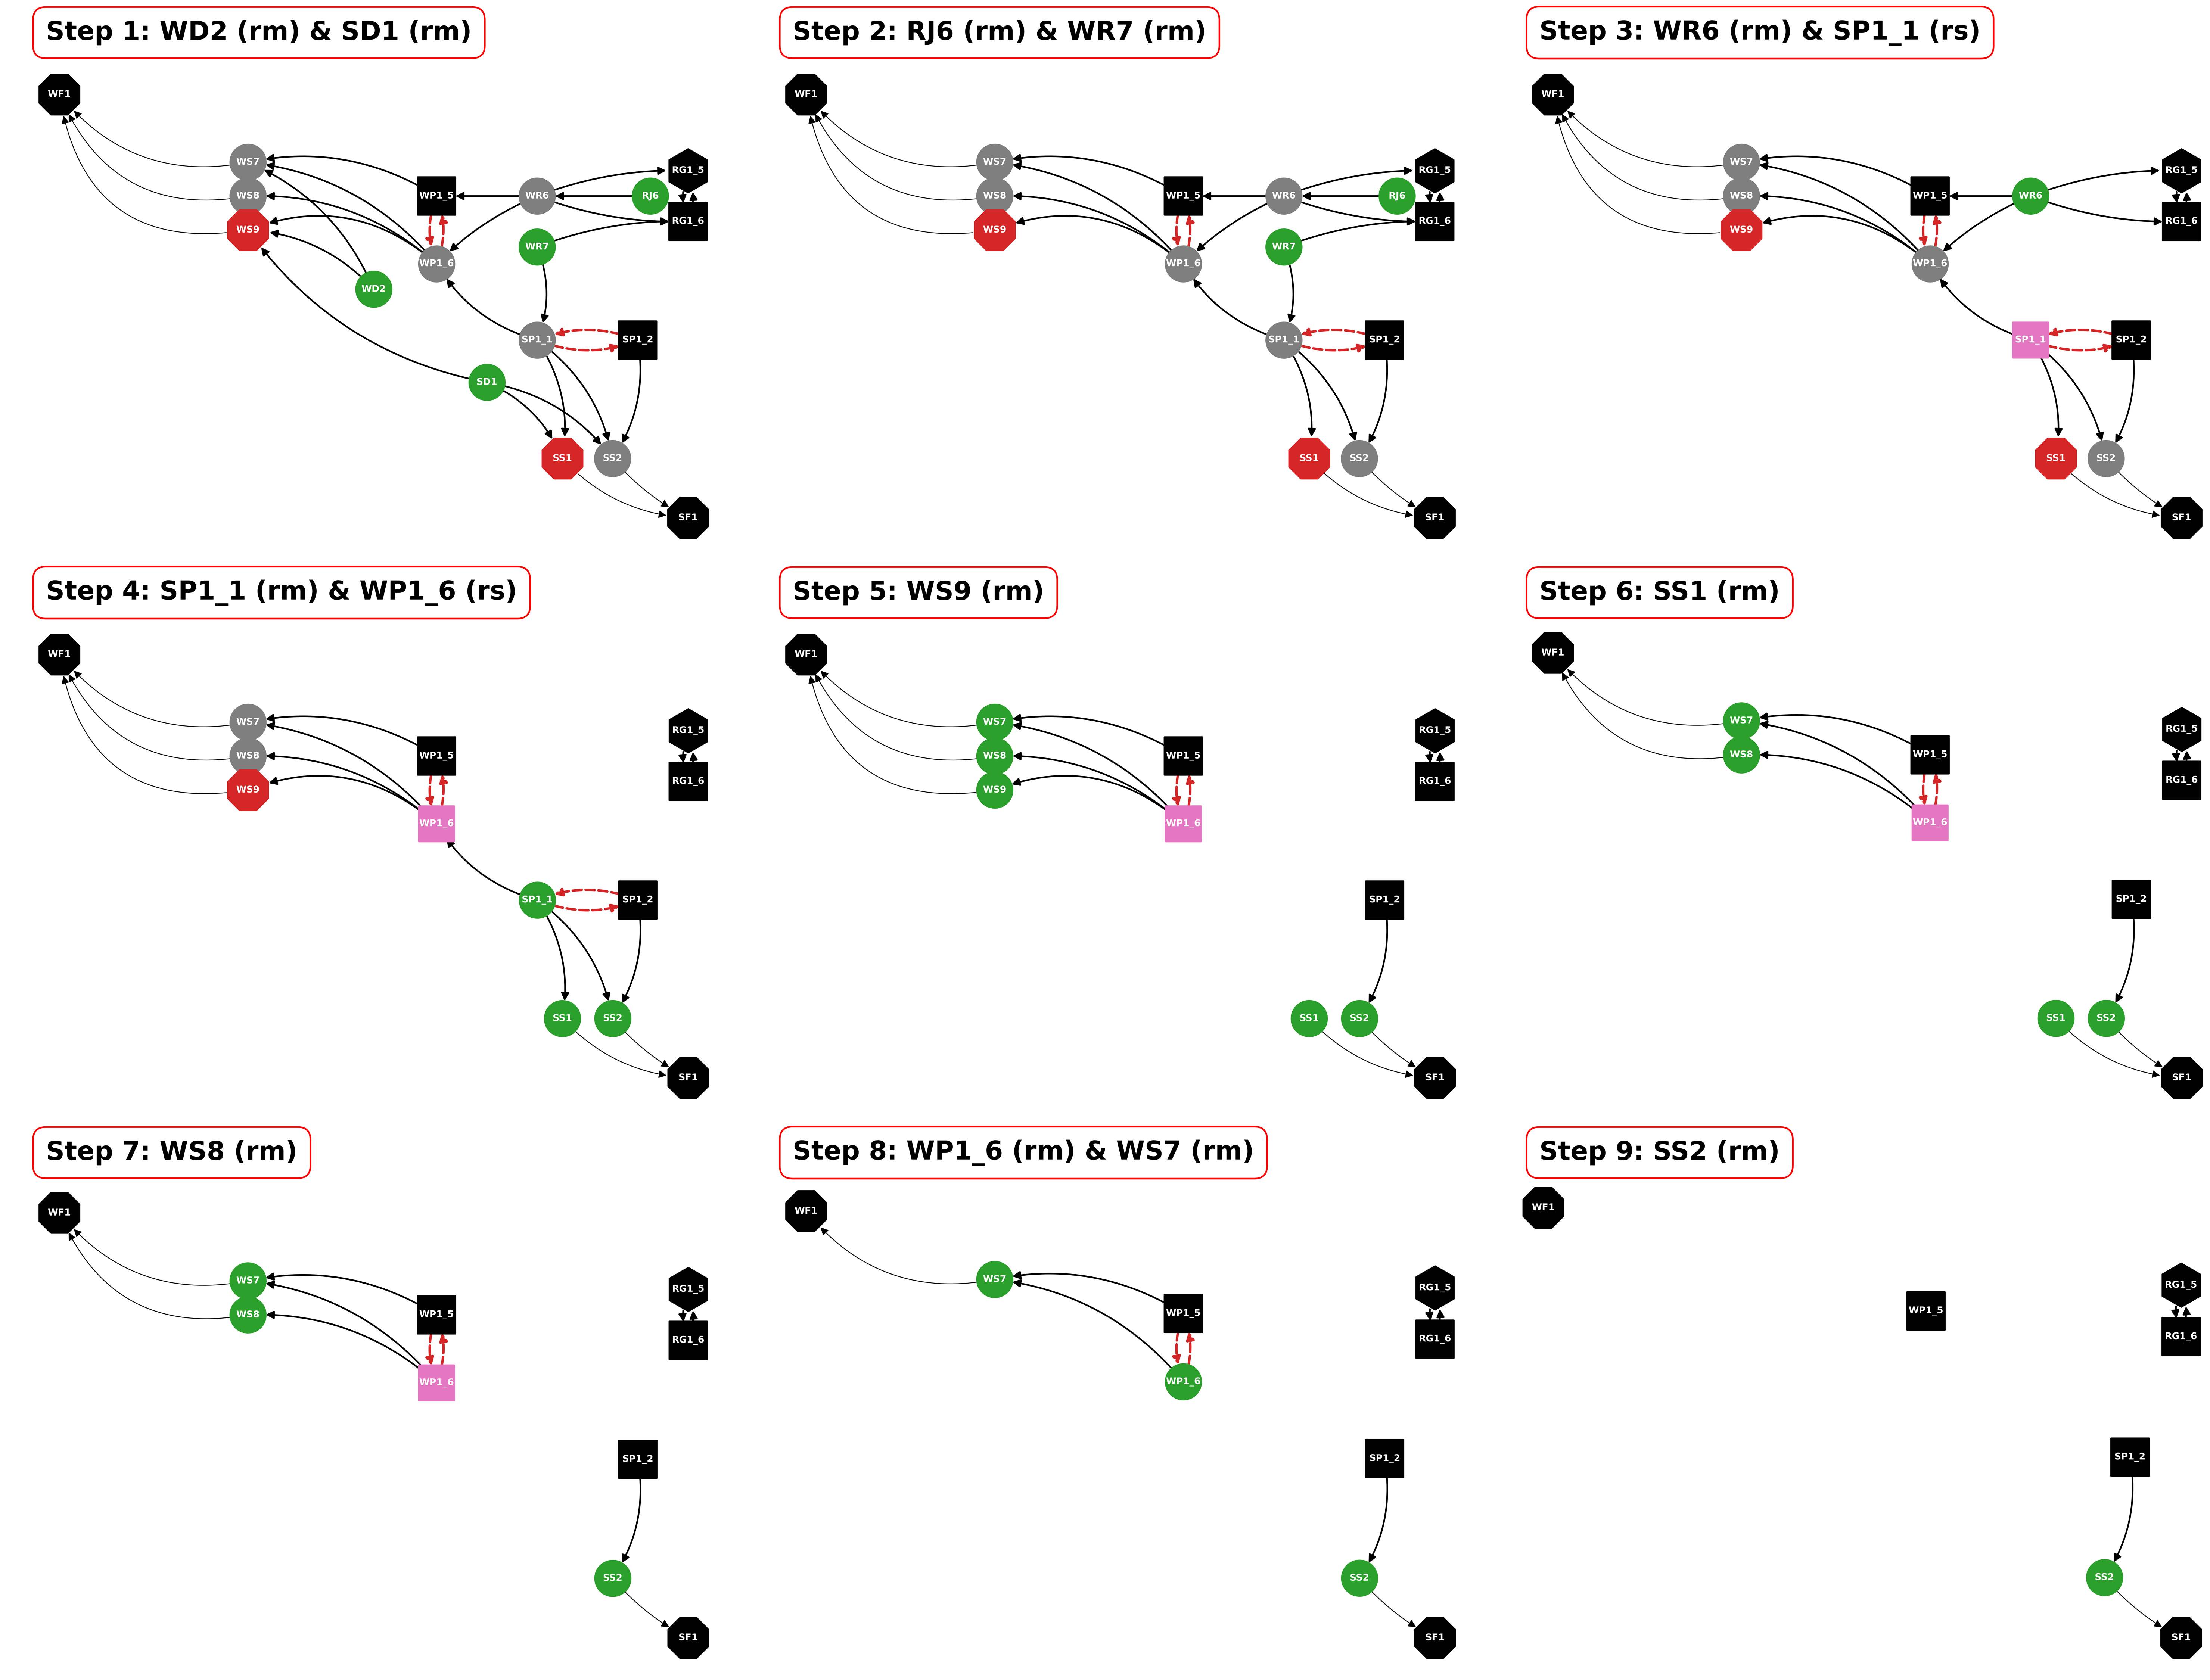 Step 1: WD2 (rm) & SD1 (rm)
WF1
WS7
RG1_5
WS8
WP1_5
WR6
RJ6
RG1_6
WS9
WR7
WP1_6
WD2
SP1_1
SP1_2
SD1
SS1
SS2
SF1
Step 2: RJ6 (rm) & WR7 (rm)
WF1
WS7
RG1_5
WS8
WP1_5
WR6
RJ6
RG1_6
WS9
WR7
WP1_6
SP1_1
SP1_2
SS1
SS2
SF1
Step 3: WR6 (rm) & SP1_1 (rs)
WF1
WS7
RG1_5
WS8
WP1_5
WR6
RG1_6
WS9
WP1_6
SP1_1
SP1_2
SS1
SS2
SF1
Step 4: SP1_1 (rm) & WP1_6 (rs)
WF1
WS7
RG1_5
WS8
WP1_5
RG1_6
WS9
WP1_6
SP1_1
SP1_2
SS1
SS2
SF1
Step 5: WS9 (rm)
WF1
WS7
RG1_5
WS8
WP1_5
RG1_6
WS9
WP1_6
SP1_2
SS1
SS2
SF1
Step 6: SS1 (rm)
WF1
WS7
RG1_5
WS8
WP1_5
RG1_6
WP1_6
SP1_2
SS1
SS2
SF1
Step 7: WS8 (rm)
WF1
WS7
RG1_5
WS8
WP1_5
RG1_6
WP1_6
SP1_2
SS2
SF1
Step 8: WP1_6 (rm) & WS7 (rm)
WF1
WS7
RG1_5
WP1_5
RG1_6
WP1_6
SP1_2
SS2
SF1
Step 9: SS2 (rm)
WF1
RG1_5
WP1_5
RG1_6
SP1_2
SS2
SF1